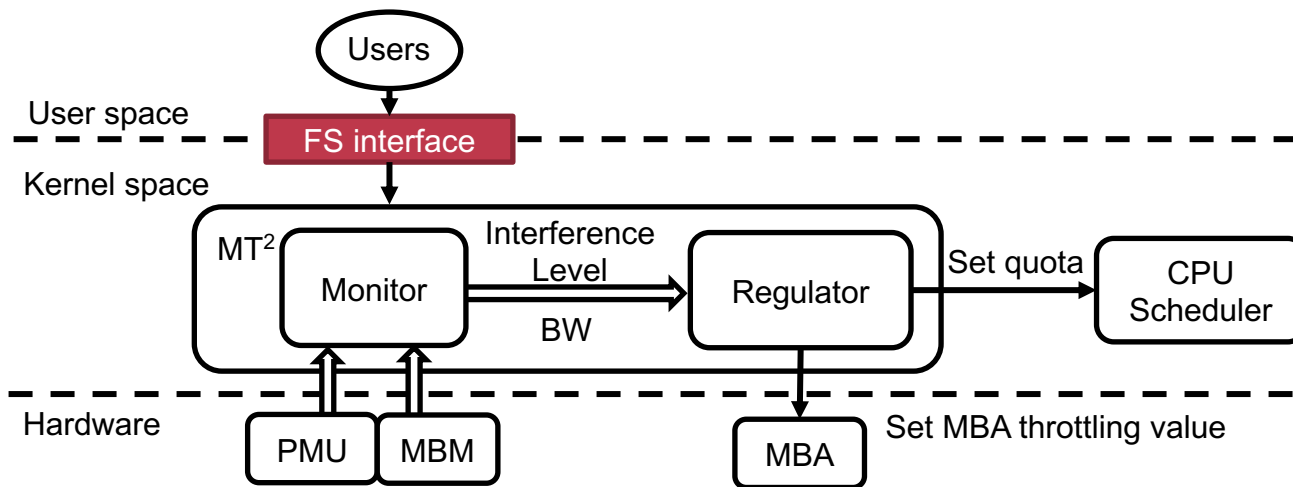 Users
User space
FS interface
Kernel space
MT²
Monitor
Interference
Level
BW
Regulator
Set quota
CPU
Scheduler
Hardware
PMU
MBM
MBA
Set MBA throttling value